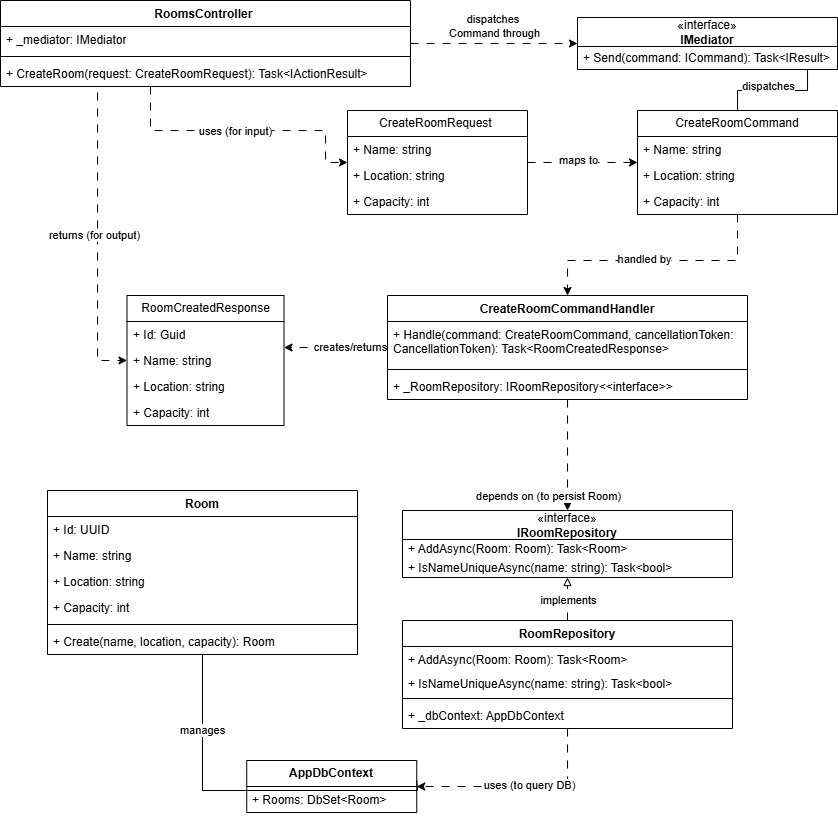 RoomsController
+ _mediator: IMediator
+ CreateRoom(request: CreateRoomRequest): Task<IActionResult>
dispatches
Command through
«interface»
IMediator
+ Send(command: ICommand): Task<IResult>
dispatches
uses (for input)
CreateRoomRequest
+ Name: string
+ Location: string
+ Capacity: int
maps to
CreateRoomCommand
+ Name: string
+ Location: string
+ Capacity: int
returns (for output)
handled by
RoomCreatedResponse
+ Id: Guid
+ Name: string
+ Location: string
+ Capacity: int
creates/returns
CreateRoomCommandHandler
+ Handle(command: CreateRoomCommand, cancellationToken:
CancellationToken): Task<RoomCreatedResponse>
+ _RoomRepository: IRoomRepository<<interface>>
depends on (to persist Room)
Room
+ Id: UUID
+ Name: string
+ Location: string
+ Capacity: int
+ Create(name, location, capacity): Room
«interface»
IRoomRepository
+ AddAsync(Room: Room): Task<Room>
+ IsNameUniqueAsync(name: string): Task<bool>
implements
RoomRepository
+ AddAsync(Room: Room): Task<Room>
+ IsNameUniqueAsync(name: string): Task<bool>
+ _dbContext: AppDbContext
manages
AppDbContext
+ Rooms: DbSet<Room>
uses (to query DB)